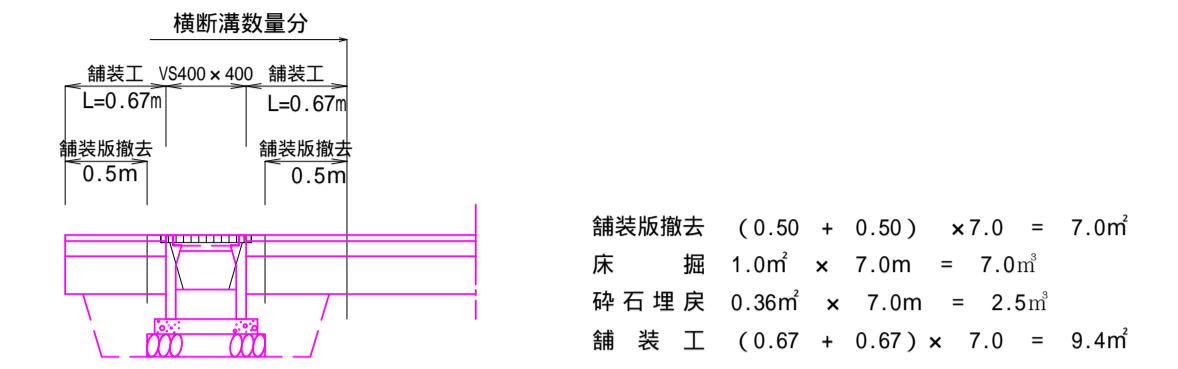 横断溝数量分
舗装工 VS400×400 舗装工
L=0.67m L=0.67m
舗装版撤去 舗装版撤去
0.5m 0.5m
舗装版撤去 (0.50 + 0.50) ×7.0 = 7.0㎡
床 掘 1.0㎡ × 7.0m = 7.0㎥
砕石埋戻 0.36㎡ × 7.0m = 2.5㎥
舗 装 工 (0.67 + 0.67)× 7.0 = 9.4㎡